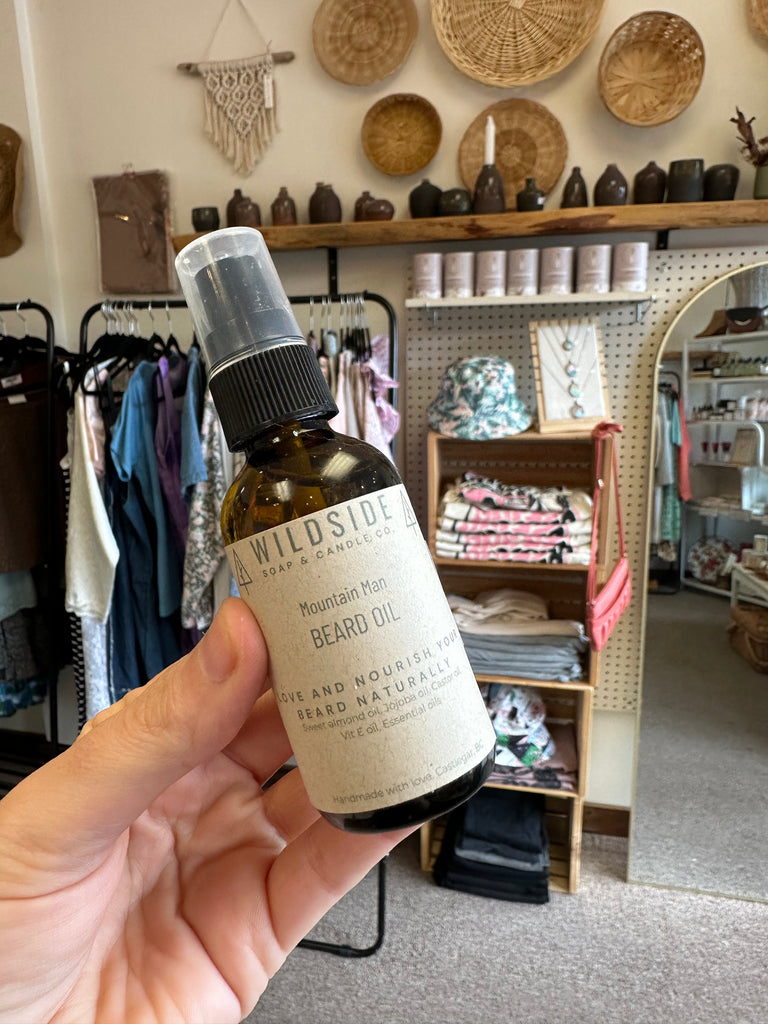 WILDSIDE
SOAP & CANDLE CO.
Mountain Man
BEARD OIL
LOVE AND NOURISH YOUR
BEARD NATURALLY
Sweet almond oil, Jojoba oil, Castor oil,
Vit E oil, Essential oils
Handmade with love, Castlegar, BC